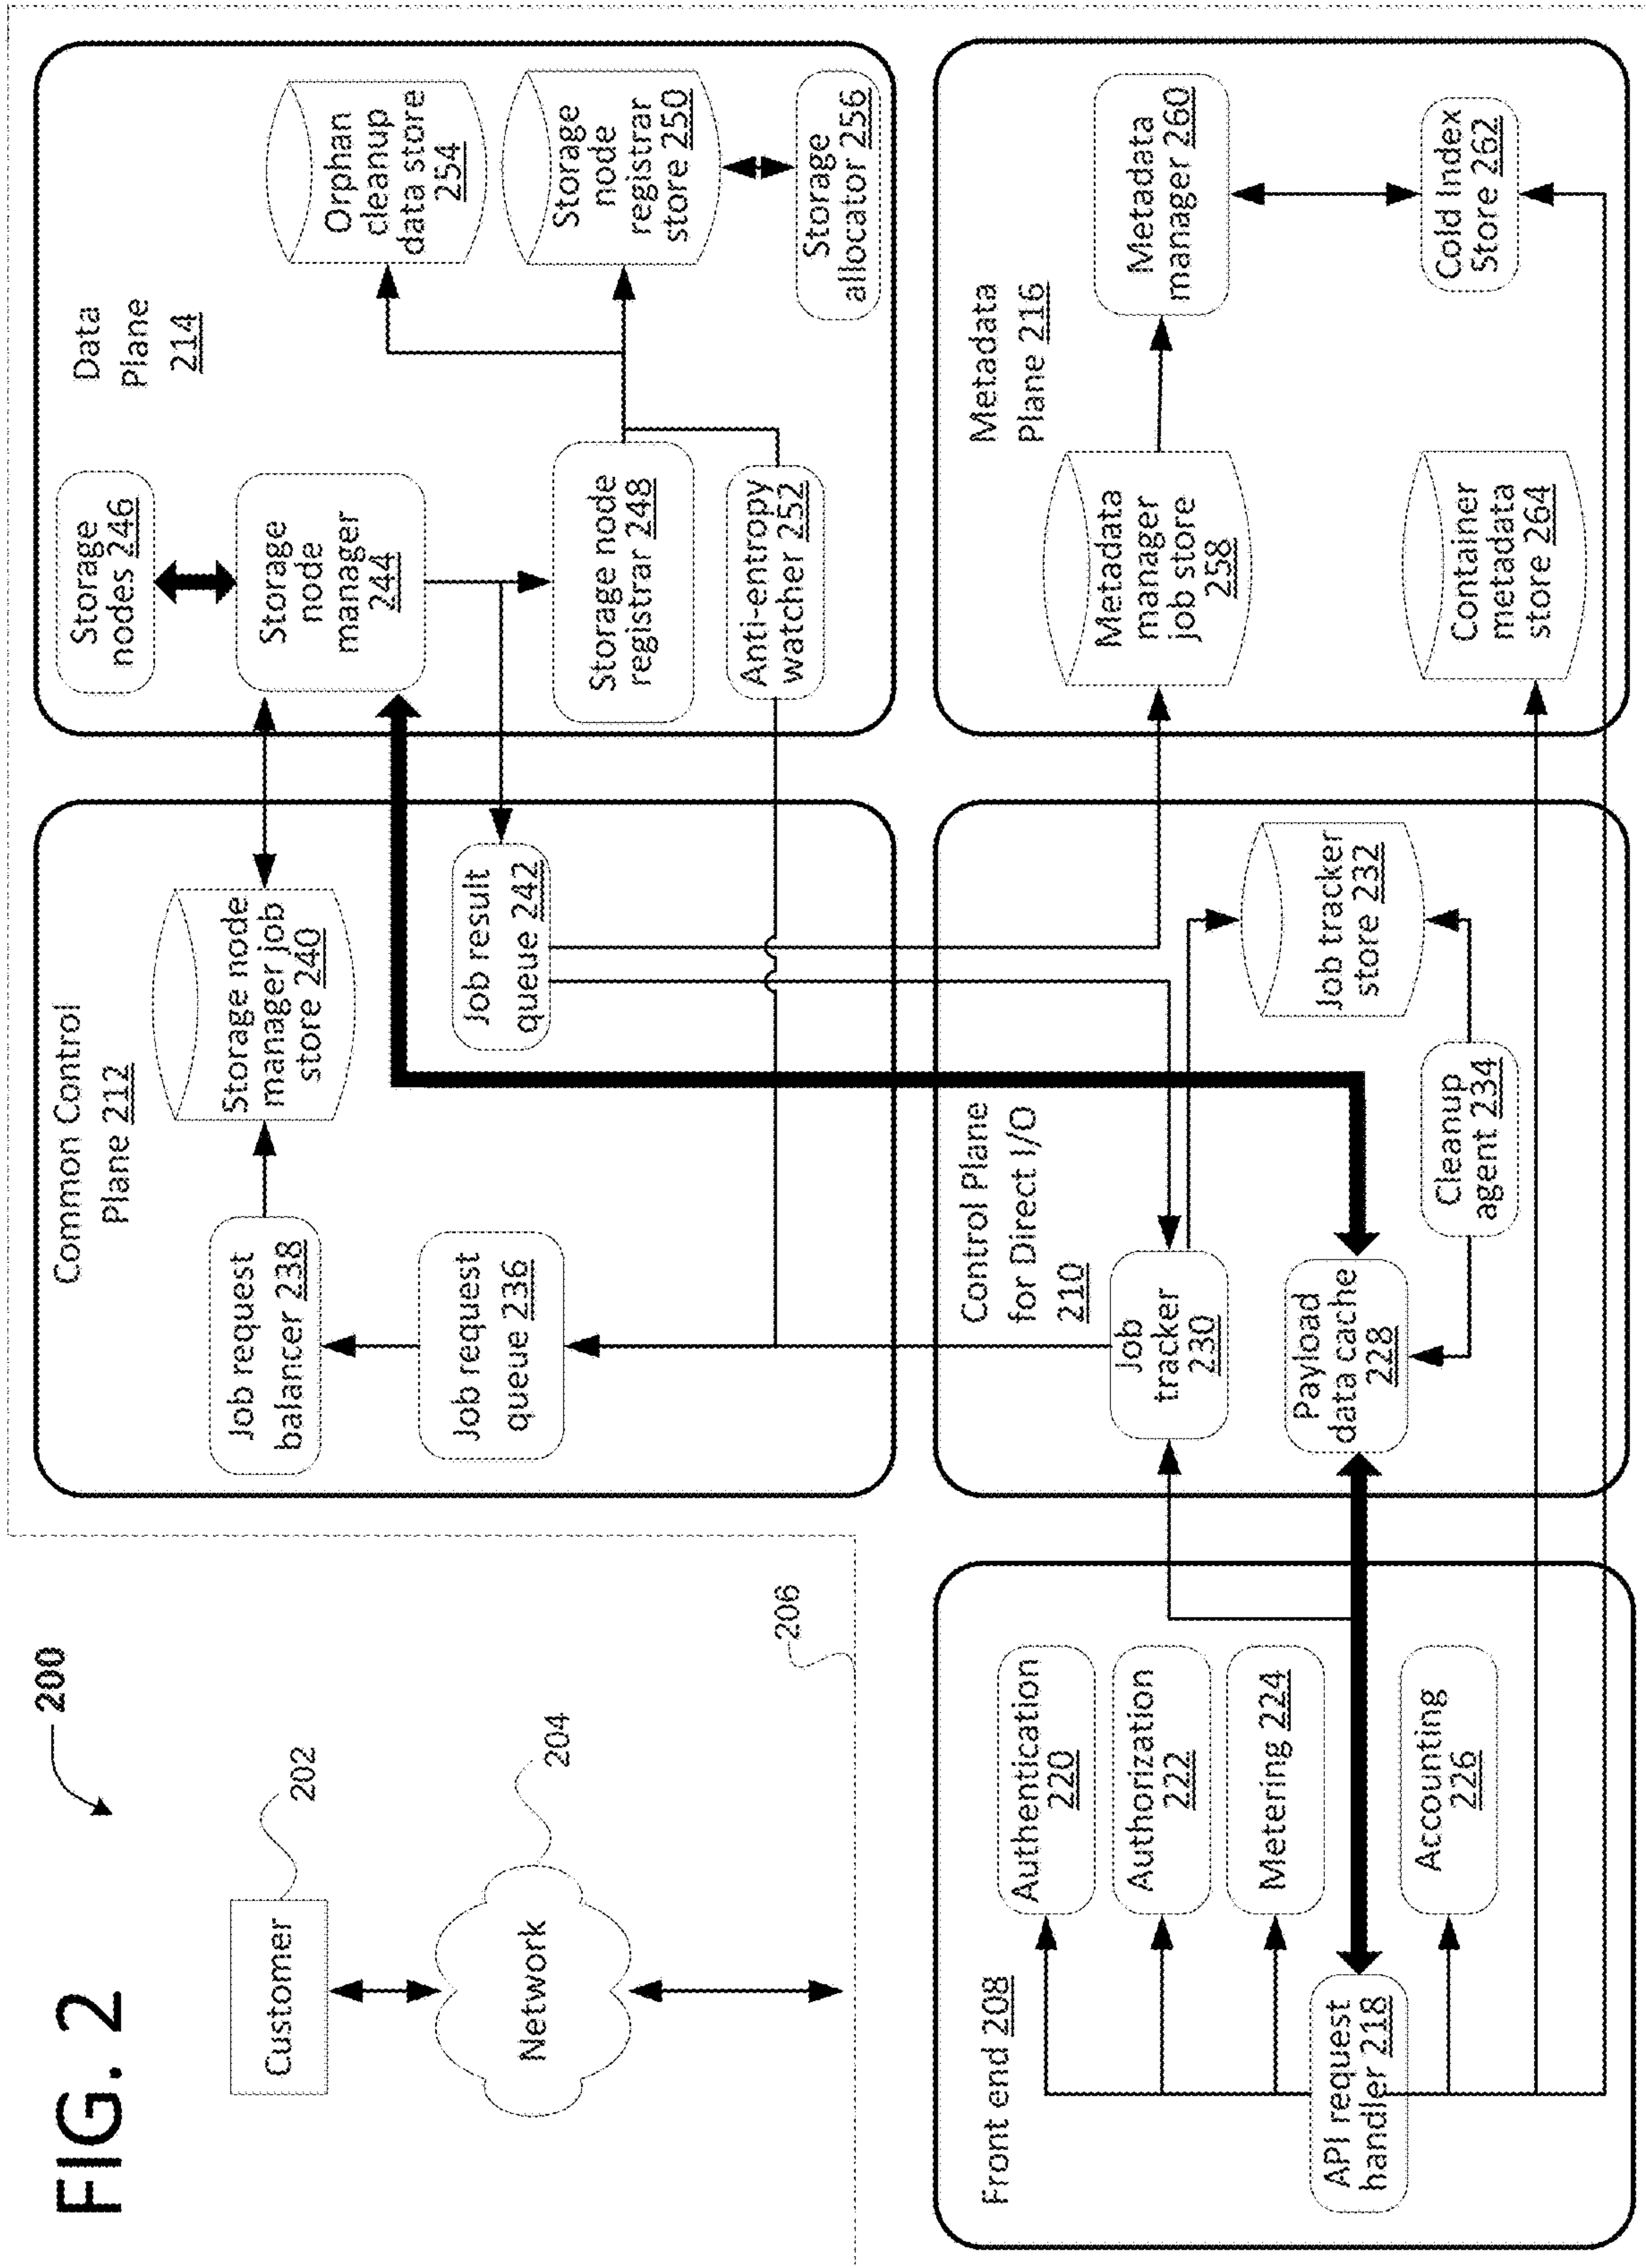 FIG. 2
200
Customer
202
Network
204
206
Common Control
Plane 212
Job request
balancer 238
Job request
queue 236
Storage node
manager job
store 240
Job result
queue 242
Data
Plane
214
Storage
nodes 246
Storage
node
manager
244
Storage node
registrar 248
Anti-entropy
watcher 252
Orphan
cleanup
data store
254
Storage
node
registrar
store 250
Storage
allocator 256
Front end 208
Authentication
220
Authorization
222
Metering 224
Accounting
226
API request
handler 218
Control Plane
for Direct I/O
210
Job
tracker
230
Payload
data cache
228
Job tracker
store 232
Cleanup
agent 234
Metadata
Plane 216
Metadata
manager
job store
258
Metadata
manager 260
Container
metadata
store 264
Cold Index
Store 262